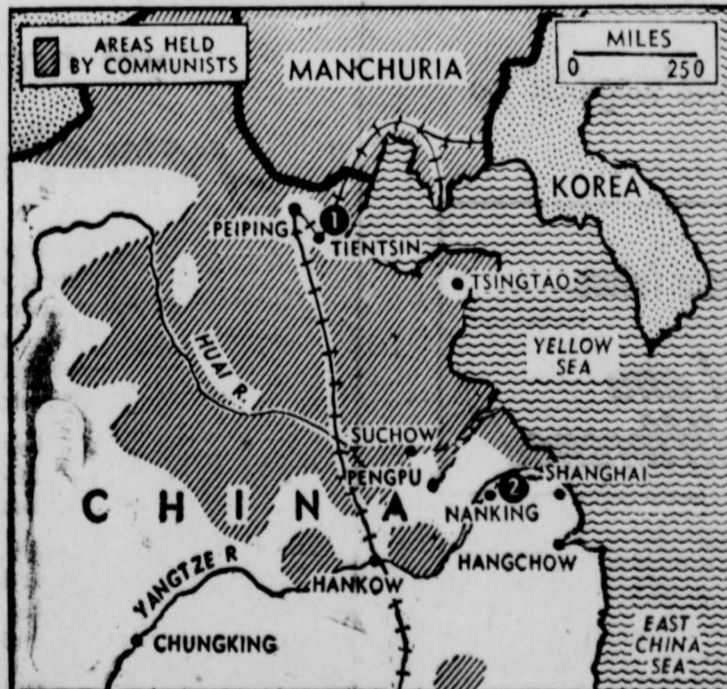 AREAS HELD
BY COMMUNISTS
MILES
0 250
MANCHURIA
KOREA
1
PEIPING
TIENTSIN
TSINGTAO
YELLOW
SEA
HUAI R.
SUCHOW
PENGPU
2
SHANGHAI
CHINA
NANKING
HANGCHOW
YANGTZE R
HANKOW
CHUNGKING
EAST
CHINA
SEA